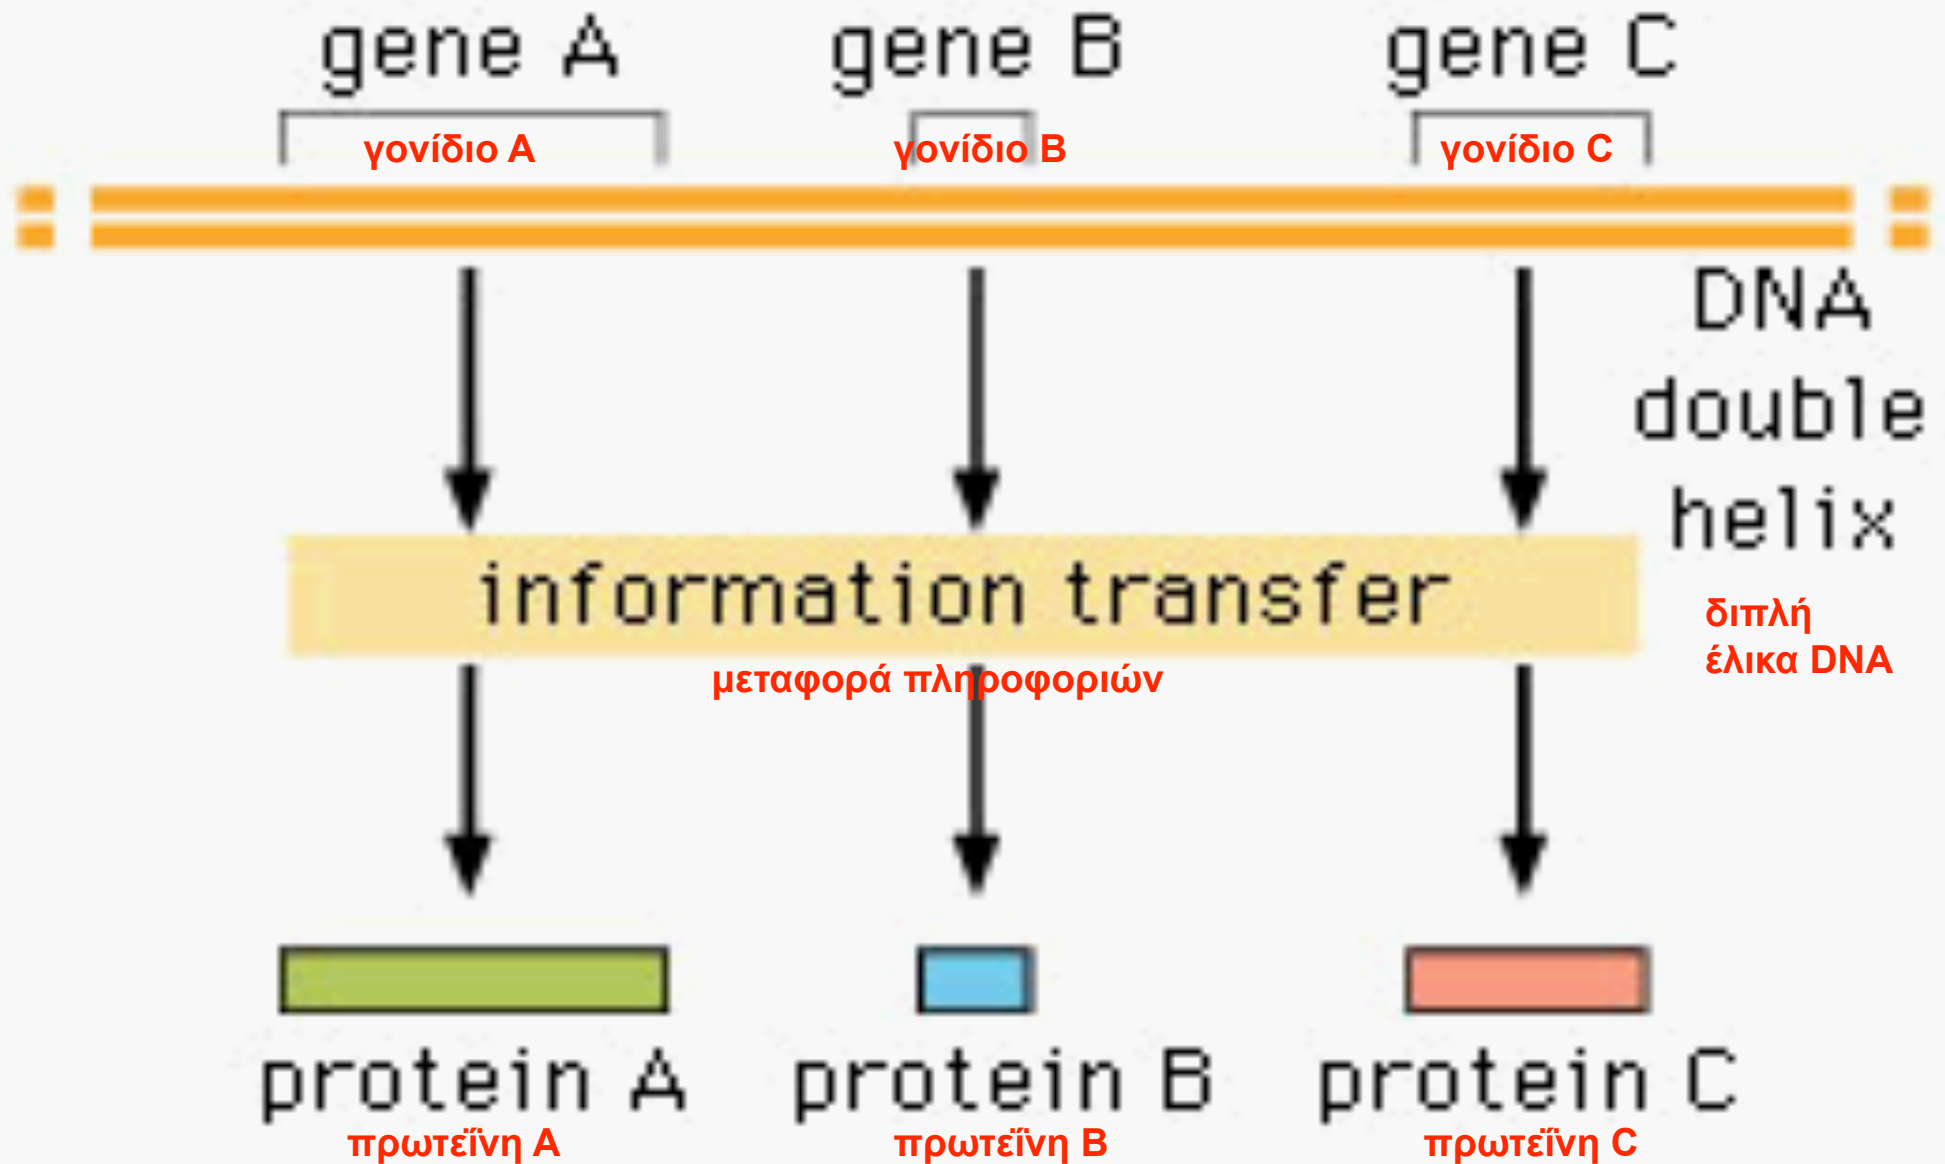 gene A
gene B
gene C
γονίδιο Α
γονίδιο Β
γονίδιο C
DNA
double
helix
information transfer
διπλή
έλικα DNA
μεταφορά πληροφοριών
protein A
protein B
protein C
πρωτεΐνη Α
πρωτεΐνη Β
πρωτεΐνη C